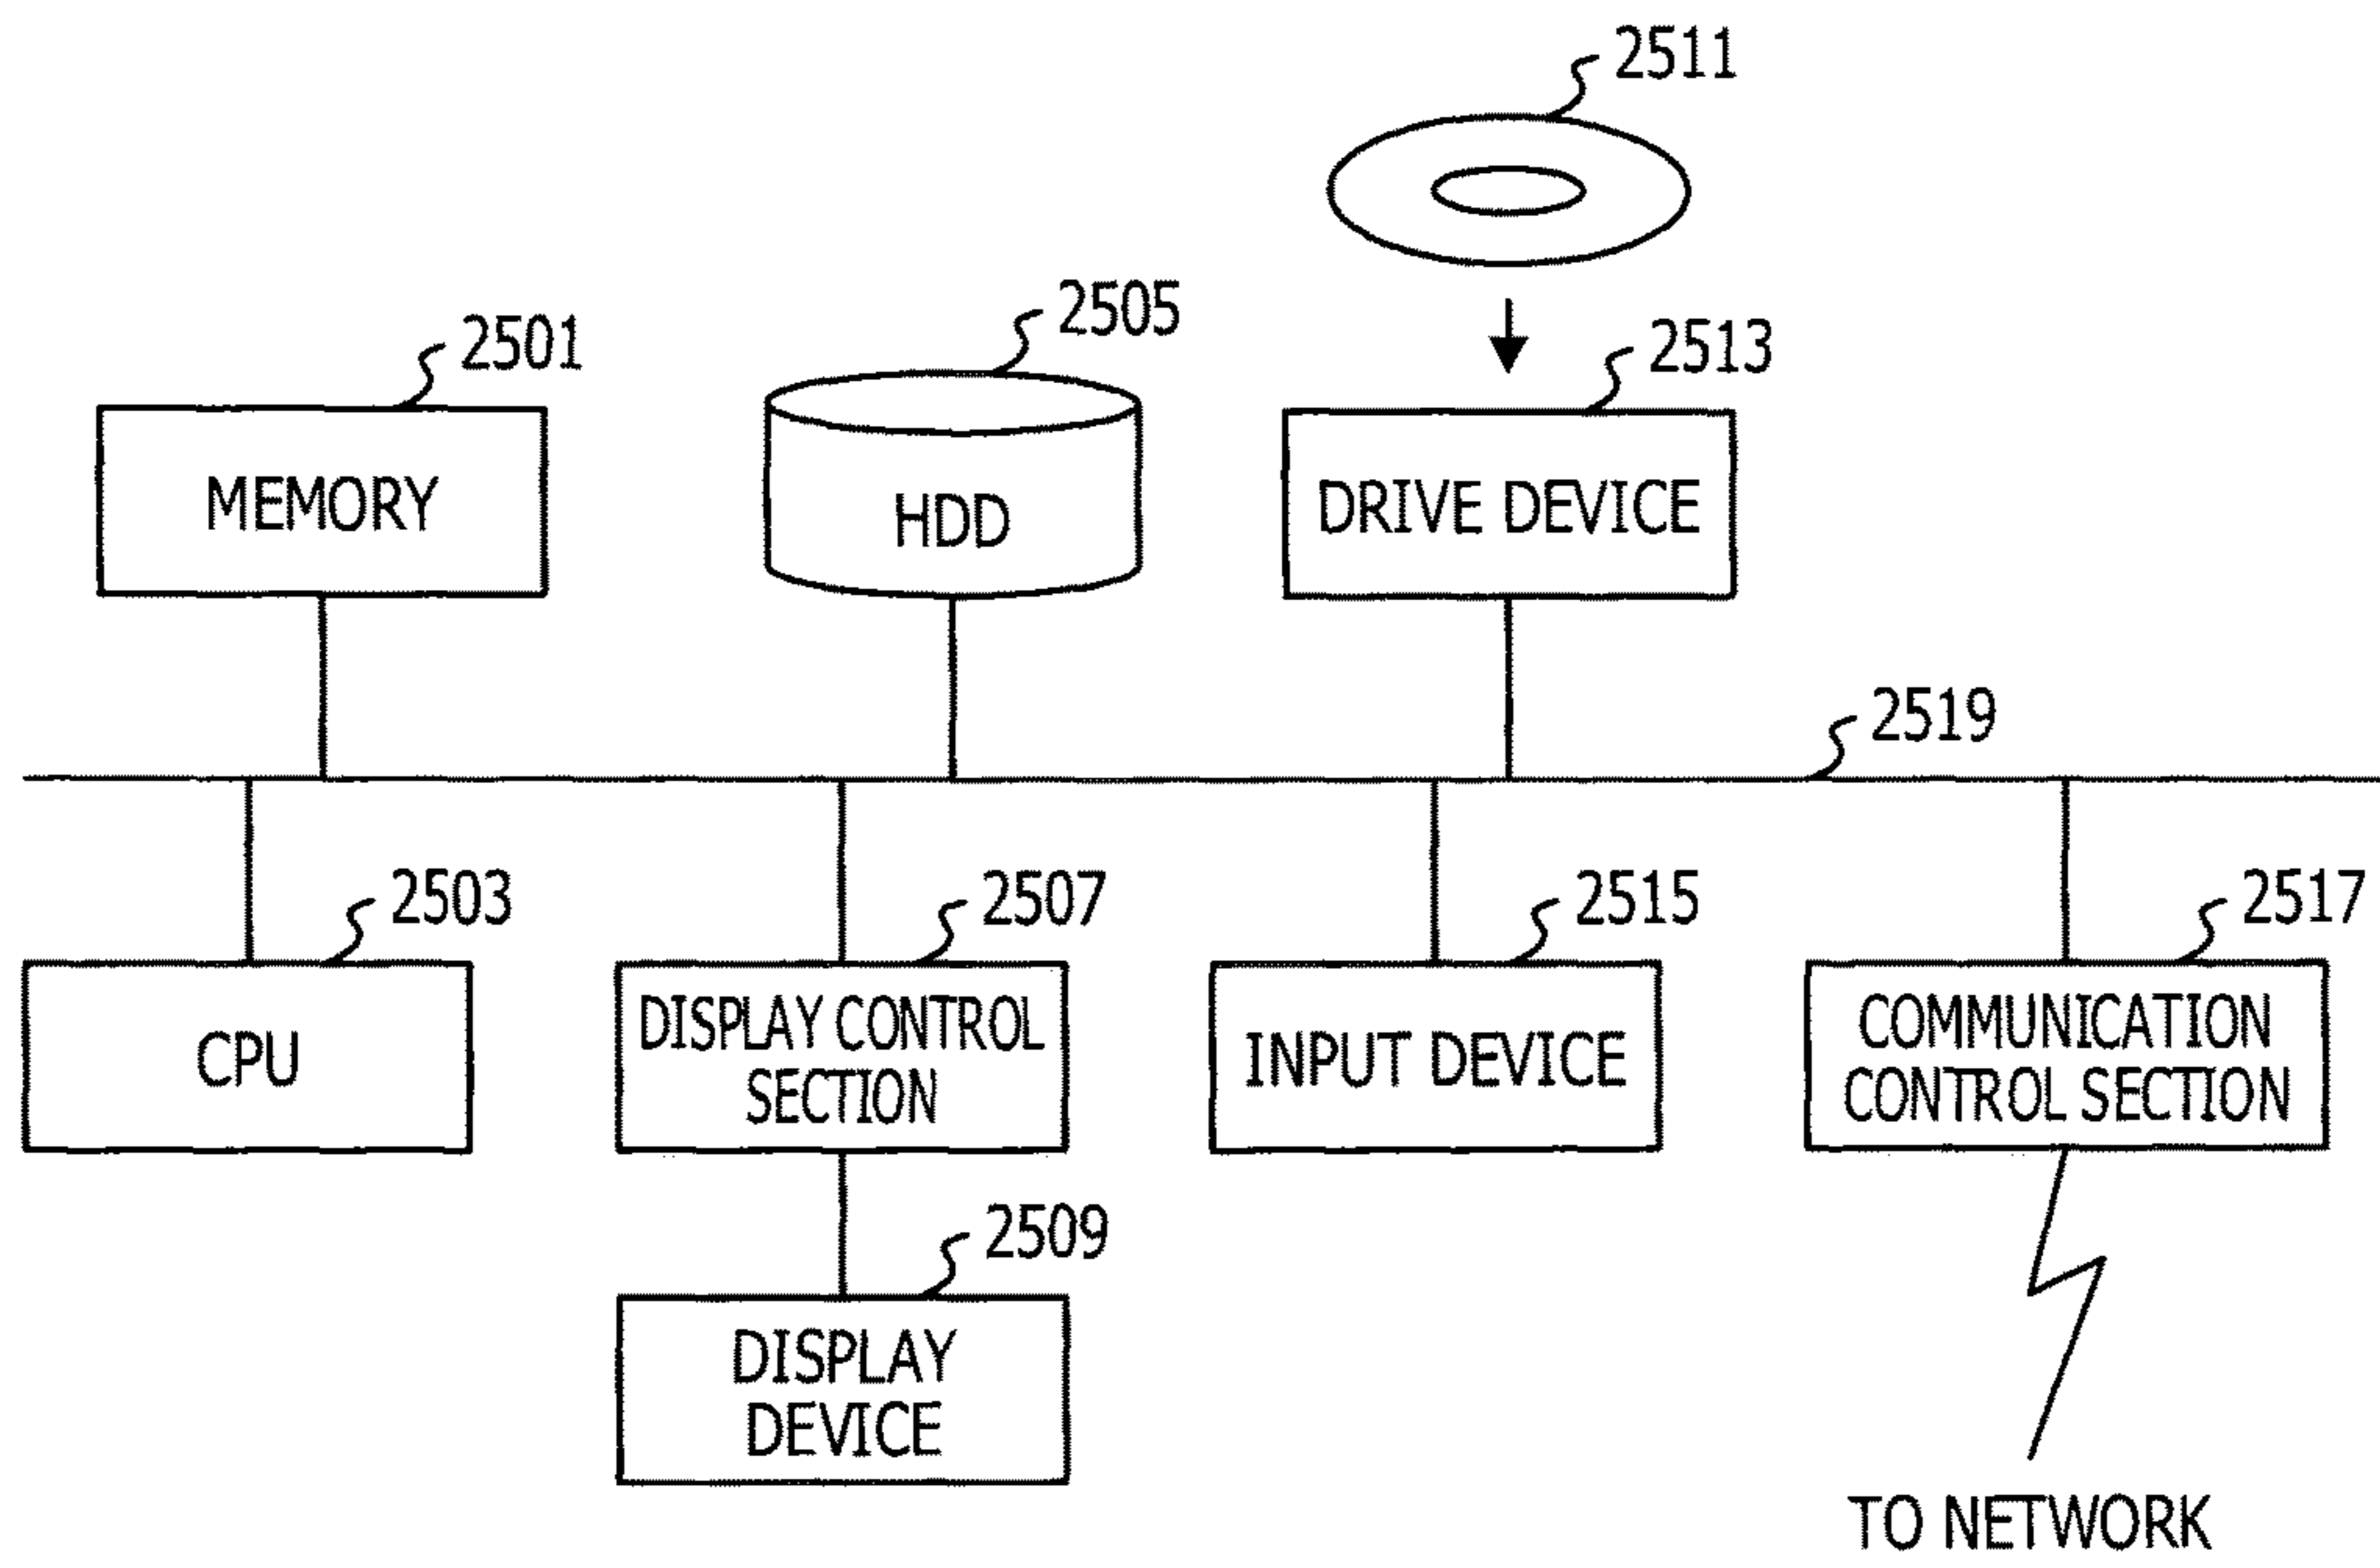 2511
2505
2501
2513
MEMORY
HDD
DRIVE DEVICE
2519
2503
2507
2515
2517
CPU
DISPLAY CONTROL
SECTION
INPUT DEVICE
COMMUNICATION
CONTROL SECTION
2509
DISPLAY
DEVICE
TO NETWORK